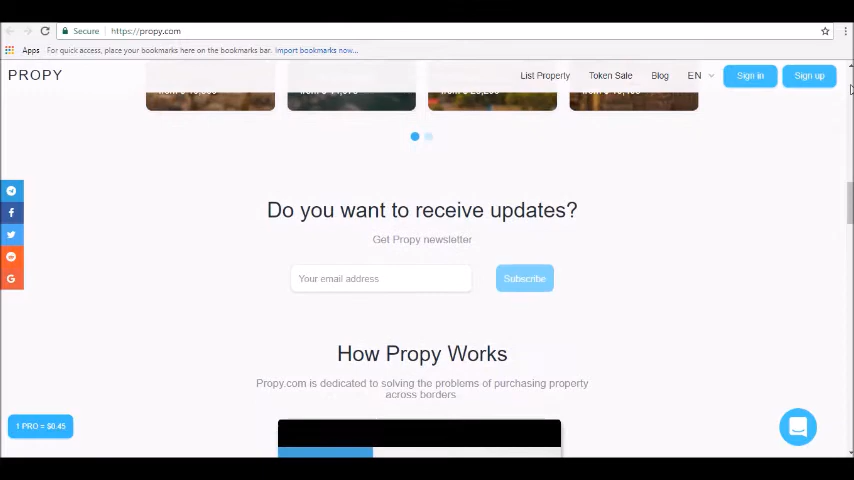 Secure https://propy.com
Apps For quick access, place your bookmarks here on the bookmarks bar. Import bookmarks now...
PROPY List Property Token Sale Blog EN Sign in Sign up
Do you want to receive updates?
Get Propy newsletter
Your email address Subscribe
How Propy Works
Propy.com is dedicated to solving the problems of purchasing property
across borders.
1 PRO = $0.45